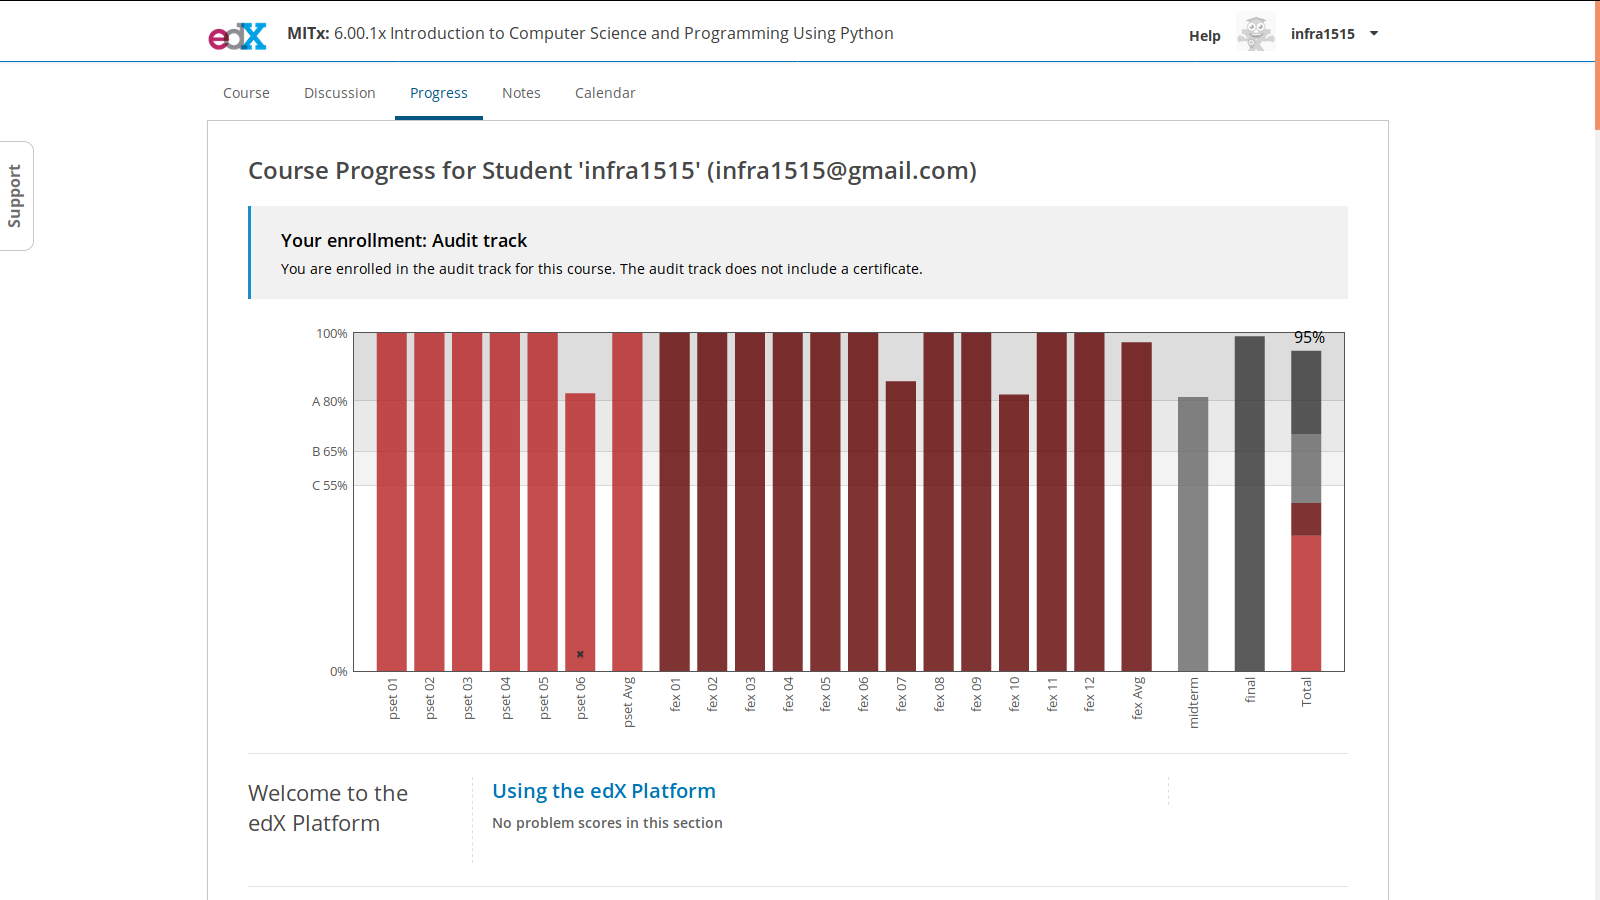 edX MITx: 6.00.1x Introduction to Computer Science and Programming Using Python
Help infra1515
Course Discussion Progress Notes Calendar
Support
Course Progress for Student 'infra1515' (infra1515@gmail.com)
Your enrollment: Audit track
You are enrolled in the audit track for this course. The audit track does not include a certificate.
100%
95%
A 80%
B 65%
C 55%
0%
pset 01
pset 02
pset 03
pset 04
pset 05
pset 06
pset Avg
fex 01
fex 02
fex 03
fex 04
fex 05
fex 06
fex 07
fex 08
fex 09
fex 10
fex 11
fex 12
fex Avg
midterm
final
Total
Welcome to the
edX Platform
Using the edX Platform
No problem scores in this section